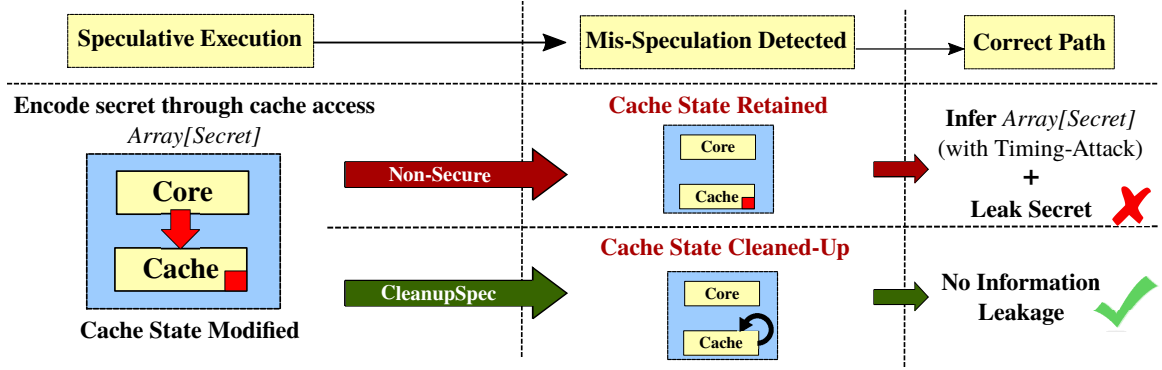 Speculative Execution
Mis-Speculation Detected
Correct Path
Encode secret through cache access
Array[Secret]
Core
Cache
Cache State Modified
Non-Secure
Cache State Retained
Core
Cache
Infer Array[Secret]
(with Timing-Attack)
+
Leak Secret
CleanupSpec
Cache State Cleaned-Up
Core
Cache
No Information
Leakage